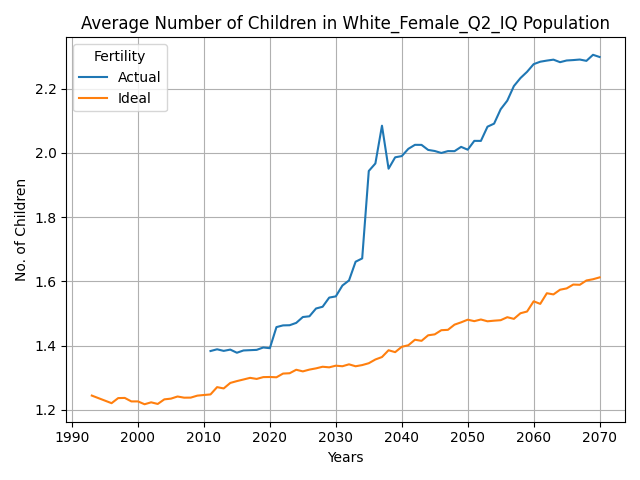 Average Number of Children in White_Female_Q2_IQ Population
Fertility
Actual
Ideal
No. of Children
2.2
2.0
1.8
1.6
1.4
1.2
1990 2000 2010 2020 2030 2040 2050 2060 2070
Years